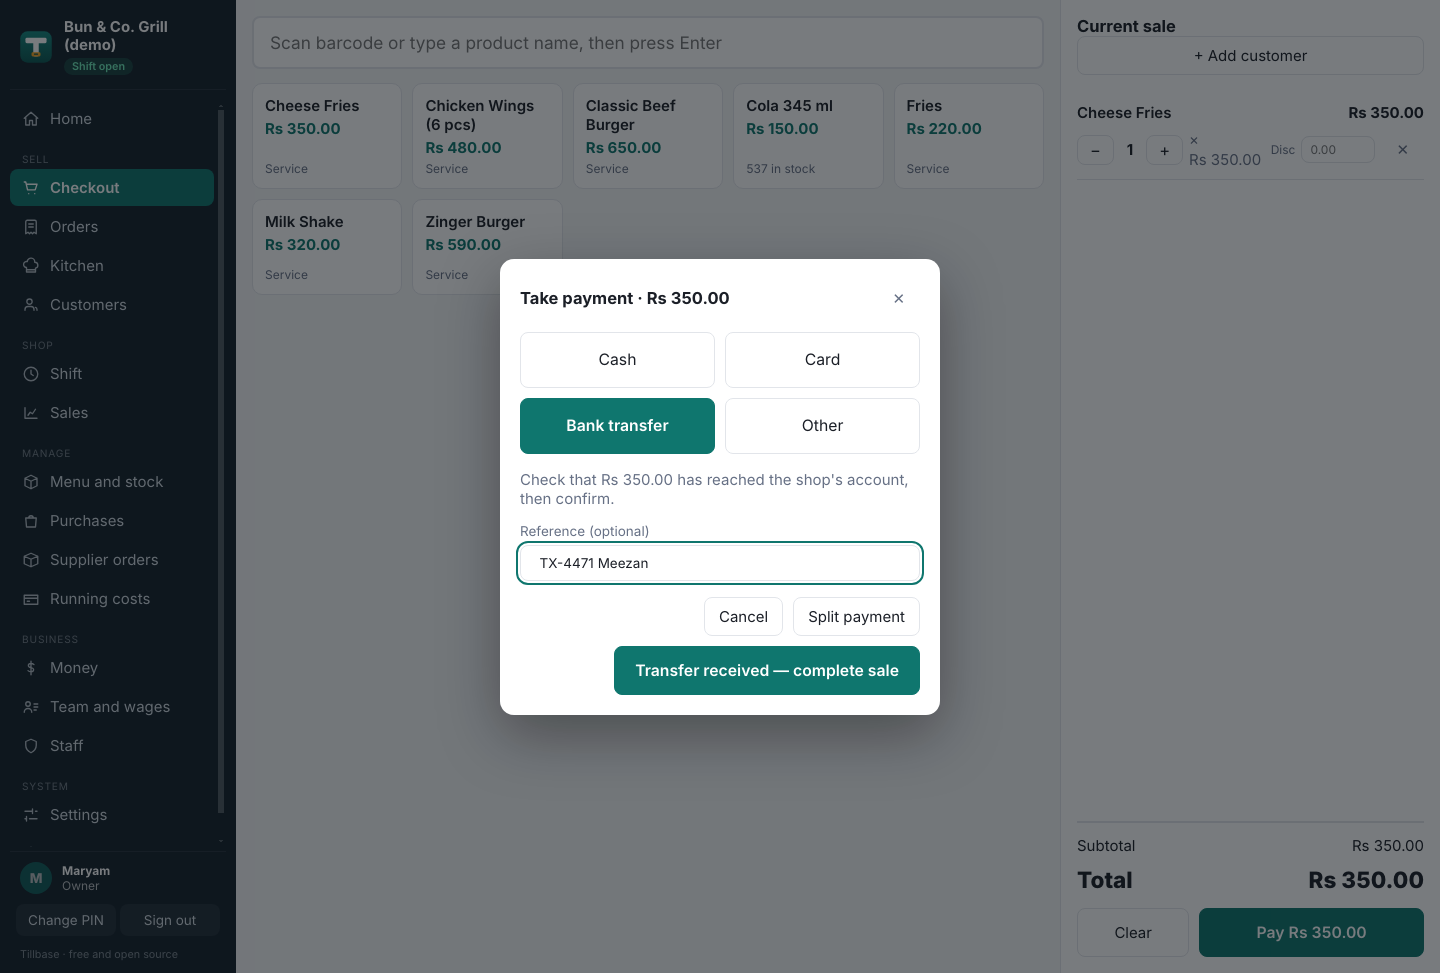 Bun & Co. Grill
(demo)
Shift open
Home
SELL
Checkout
Orders
Kitchen
Customers
SHOP
Shift
Sales
MANAGE
Menu and stock
Purchases
Supplier orders
Running costs
BUSINESS
Money
Team and wages
Staff
SYSTEM
Settings
M
Maryam
Owner
Change PIN
Sign out
Tillbase · free and open source
Scan barcode or type a product name, then press Enter
Cheese Fries
Rs 350.00
Service
Chicken Wings
(6 pcs)
Rs 480.00
Service
Classic Beef
Burger
Rs 650.00
Service
Cola 345 ml
Rs 150.00
537 in stock
Fries
Rs 220.00
Service
Milk Shake
Rs 320.00
Service
Zinger Burger
Rs 590.00
Service
Take payment · Rs 350.00
×
Cash
Card
Bank transfer
Other
Check that Rs 350.00 has reached the shop's account,
then confirm.
Reference (optional)
TX-4471 Meezan
Cancel
Split payment
Transfer received — complete sale
Current sale
+ Add customer
Cheese Fries
Rs 350.00
− 1 + × Rs 350.00 Disc 0.00 ×
Subtotal
Rs 350.00
Total
Rs 350.00
Clear
Pay Rs 350.00